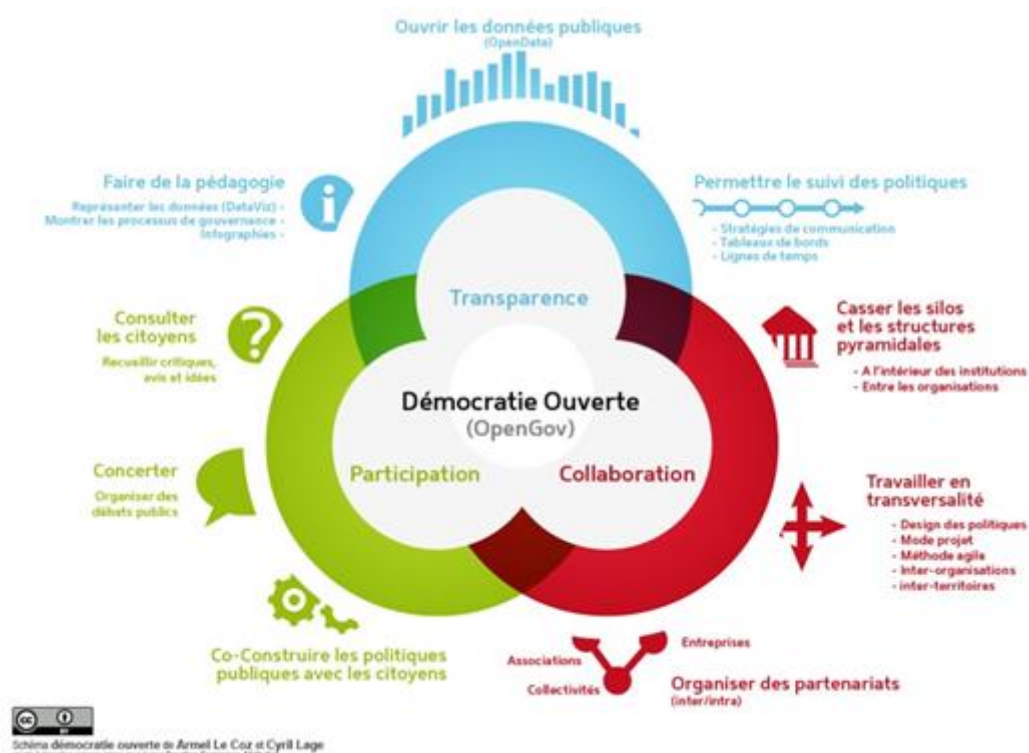 Ouvrir les données publiques
(OpenData)
Faire de la pédagogie
Représenter les données (DataViz) -
Montrer les processus de gouvernance -
Infographies -
Permettre le suivi des politiques
- Stratégies de communication
- Tableaux de bords
- Lignes de temps
Transparence
Consulter
les citoyens
Recueillir critiques,
avis et idées
Casser les silos
et les structures
pyramidales
- A l'intérieur des institutions
- Entre les organisations
Démocratie Ouverte
(OpenGov)
Participation
Collaboration
Concerter
Organiser des
débats publics
Travailler en
transversalité
- Design des politiques
- Mode projet
- Méthode agile
- Inter-organisations
- inter-territoires
Co-Construire les politiques
publiques avec les citoyens
Associations
Entreprises
Collectivités
Organiser des partenariats
(inter/intra)
cc
BY
Schéma démocratie ouverte de Armel Le Coz et Cyril Lage